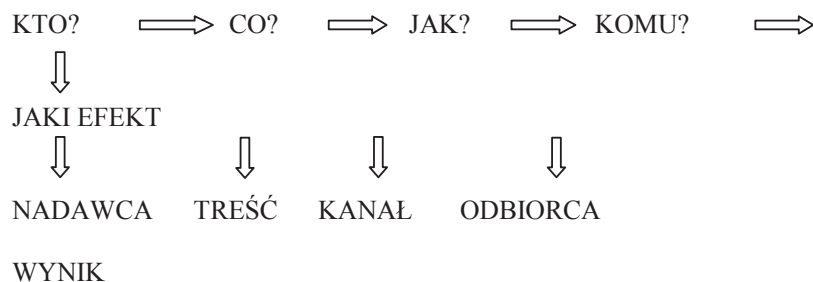 KTO? CO? JAK? KOMU?
JAKI EFEKT
NADAWCA TREŚĆ KANAŁ ODBIORCA
WYNIK